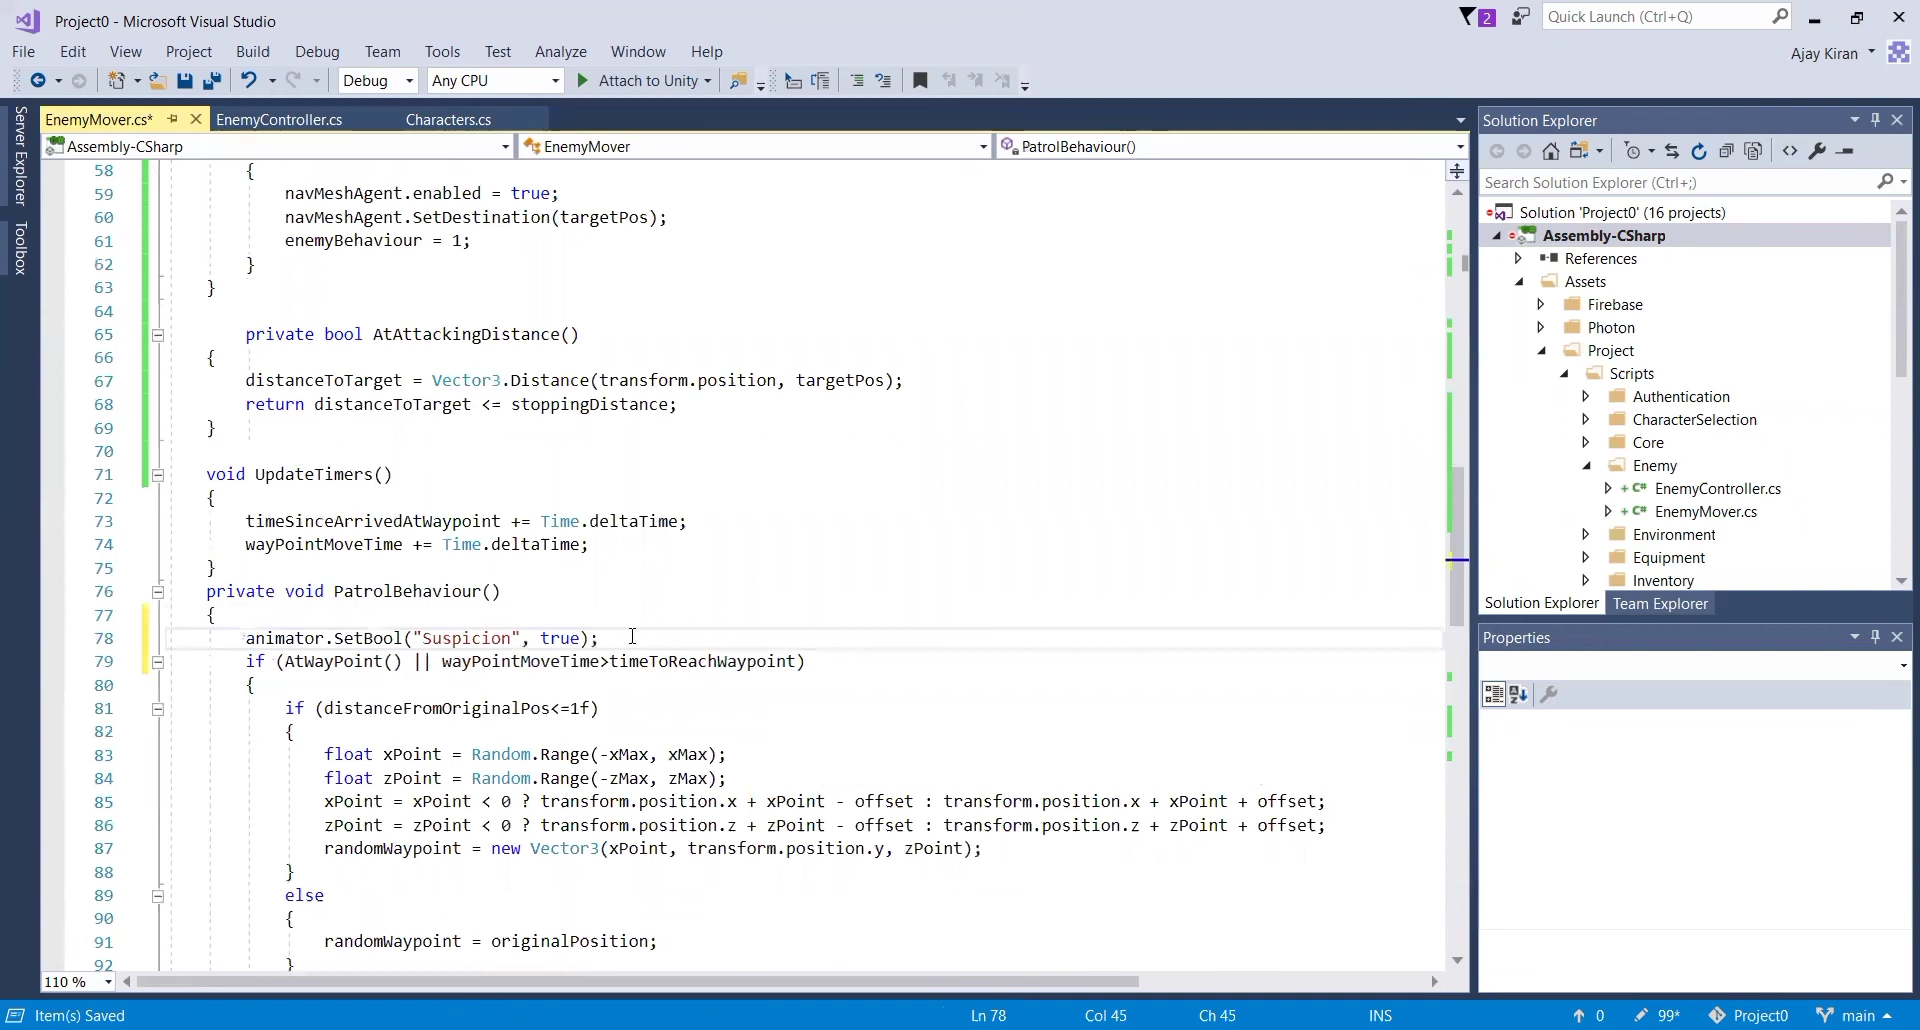 Project0 - Microsoft Visual Studio
2
Quick Launch (Ctrl+Q)
File Edit View Project Build Debug Team Tools Test Analyze Window Help
Ajay Kiran
Debug Any CPU Attach to Unity
Server Explorer
Toolbox
EnemyMover.cs* EnemyController.cs Characters.cs
Assembly-CSharp EnemyMover PatrolBehaviour()
58 {
59 navMeshAgent.enabled = true;
60 navMeshAgent.SetDestination(targetPos);
61 enemyBehaviour = 1;
62 }
63 }
64
65 private bool AtAttackingDistance()
66 {
67 distanceToTarget = Vector3.Distance(transform.position, targetPos);
68 return distanceToTarget <= stoppingDistance;
69 }
70
71 void UpdateTimers()
72 {
73 timeSinceArrivedAtWaypoint += Time.deltaTime;
74 wayPointMoveTime += Time.deltaTime;
75 }
76 private void PatrolBehaviour()
77 {
78 animator.SetBool("Suspicion", true);
79 if (AtWayPoint() || wayPointMoveTime>timeToReachWaypoint)
80 {
81 if (distanceFromOriginalPos<=1f)
82 {
83 float xPoint = Random.Range(-xMax, xMax);
84 float zPoint = Random.Range(-zMax, zMax);
85 xPoint = xPoint < 0 ? transform.position.x + xPoint - offset : transform.position.x + xPoint + offset;
86 zPoint = zPoint < 0 ? transform.position.z + zPoint - offset : transform.position.z + zPoint + offset;
87 randomWaypoint = new Vector3(xPoint, transform.position.y, zPoint);
88 }
89 else
90 {
91 randomWaypoint = originalPosition;
92 }
110 %
Solution Explorer
Search Solution Explorer (Ctrl+;)
Solution 'Project0' (16 projects)
Assembly-CSharp
References
Assets
Firebase
Photon
Project
Scripts
Authentication
CharacterSelection
Core
Enemy
+ C# EnemyController.cs
+ C# EnemyMover.cs
Environment
Equipment
Inventory
Solution Explorer Team Explorer
Properties
Item(s) Saved Ln 78 Col 45 Ch 45 INS 0 99* Project0 main